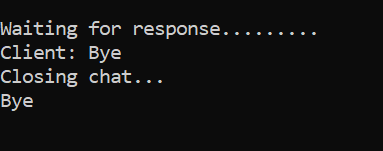 Waiting for response.........
Client: Bye
Closing chat...
Bye